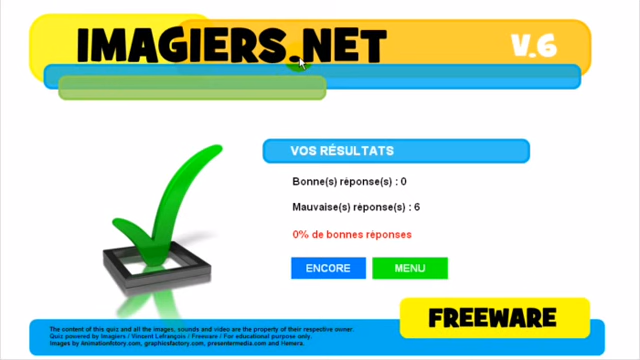 IMAGIERS.NET
V.6
VOS RÉSULTATS
Bonne(s) réponse(s) : 0
Mauvaise(s) réponse(s) : 6
0% de bonnes réponses
ENCORE
MENU
FREEWARE
The content of this quiz and all the images, sounds and video are the property of their respective owner.
Quiz powered by Imagiers / Vincent Lefrançois / Freeware / For educational purpose only.
Images by Animationfctory.com, graphicsfactory.com, presentermedia.com and Hemera.